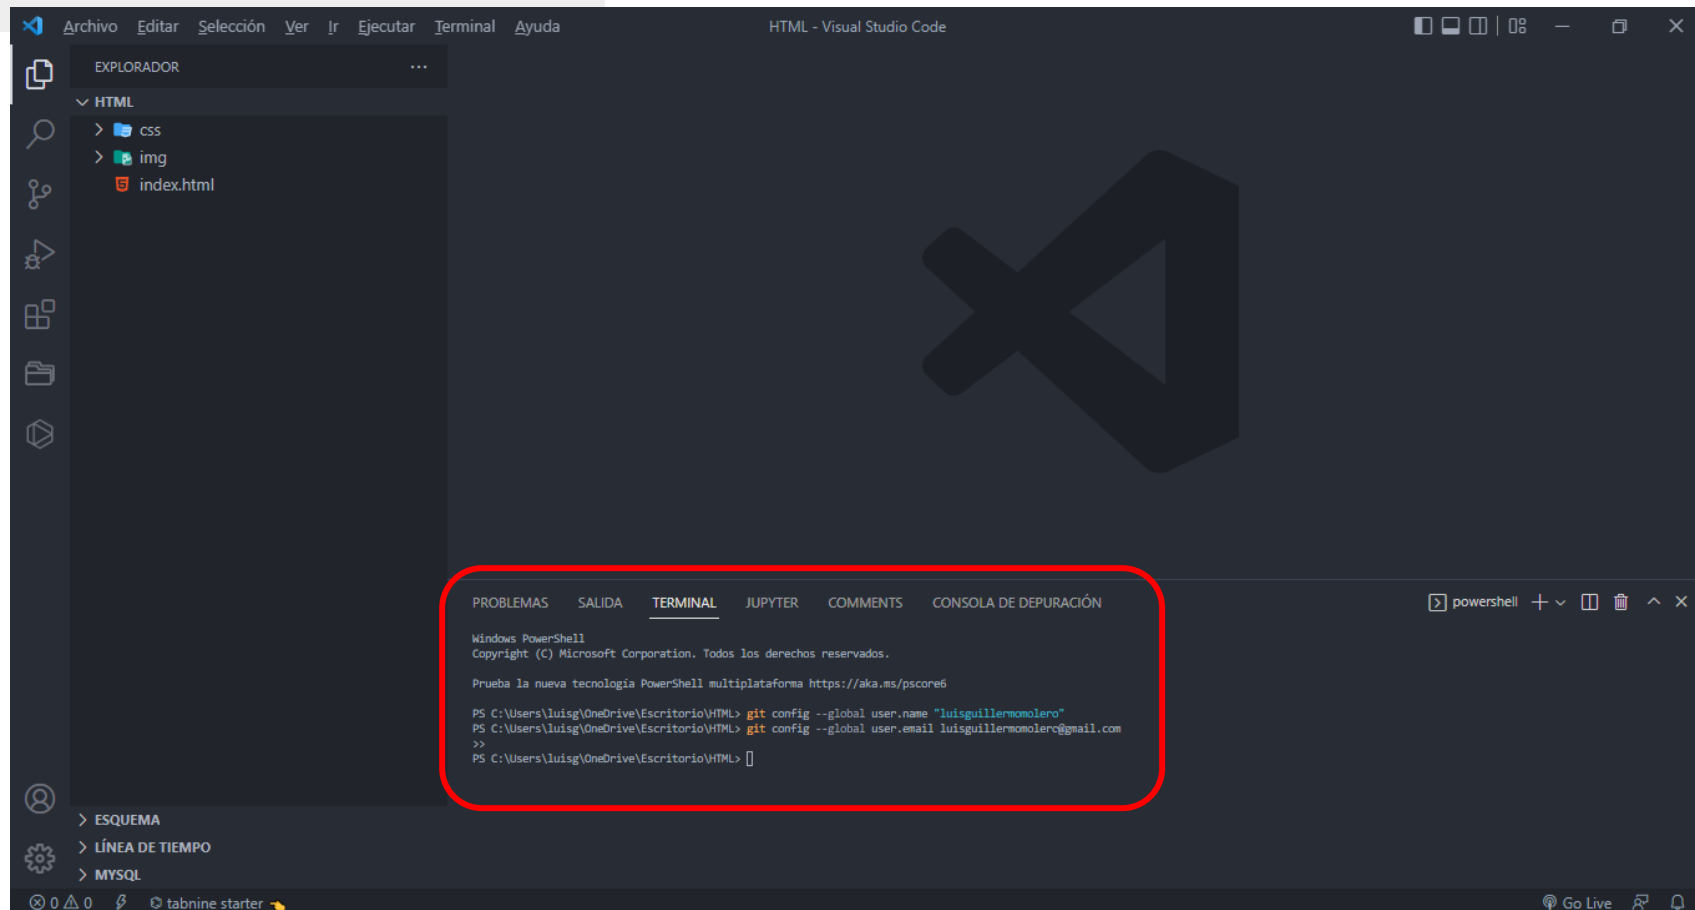 Archivo Editar Selección Ver Ir Ejecutar Terminal Ayuda HTML - Visual Studio Code
EXPLORADOR ...
HTML
css
img
index.html
PROBLEMAS SALIDA TERMINAL JUPYTER COMMENTS CONSOLA DE DEPURACIÓN powershell
Windows PowerShell
Copyright (C) Microsoft Corporation. Todos los derechos reservados.
Prueba la nueva tecnología PowerShell multiplataforma https://aka.ms/pscore6
PS C:\Users\luisg\OneDrive\Escritorio\HTML> git config --global user.name "luisguillermomolero"
PS C:\Users\luisg\OneDrive\Escritorio\HTML> git config --global user.email luisguillermomolero@gmail.com
>>
PS C:\Users\luisg\OneDrive\Escritorio\HTML>
ESQUEMA
LÍNEA DE TIEMPO
MYSQL
0 0 tabnine starter Go Live